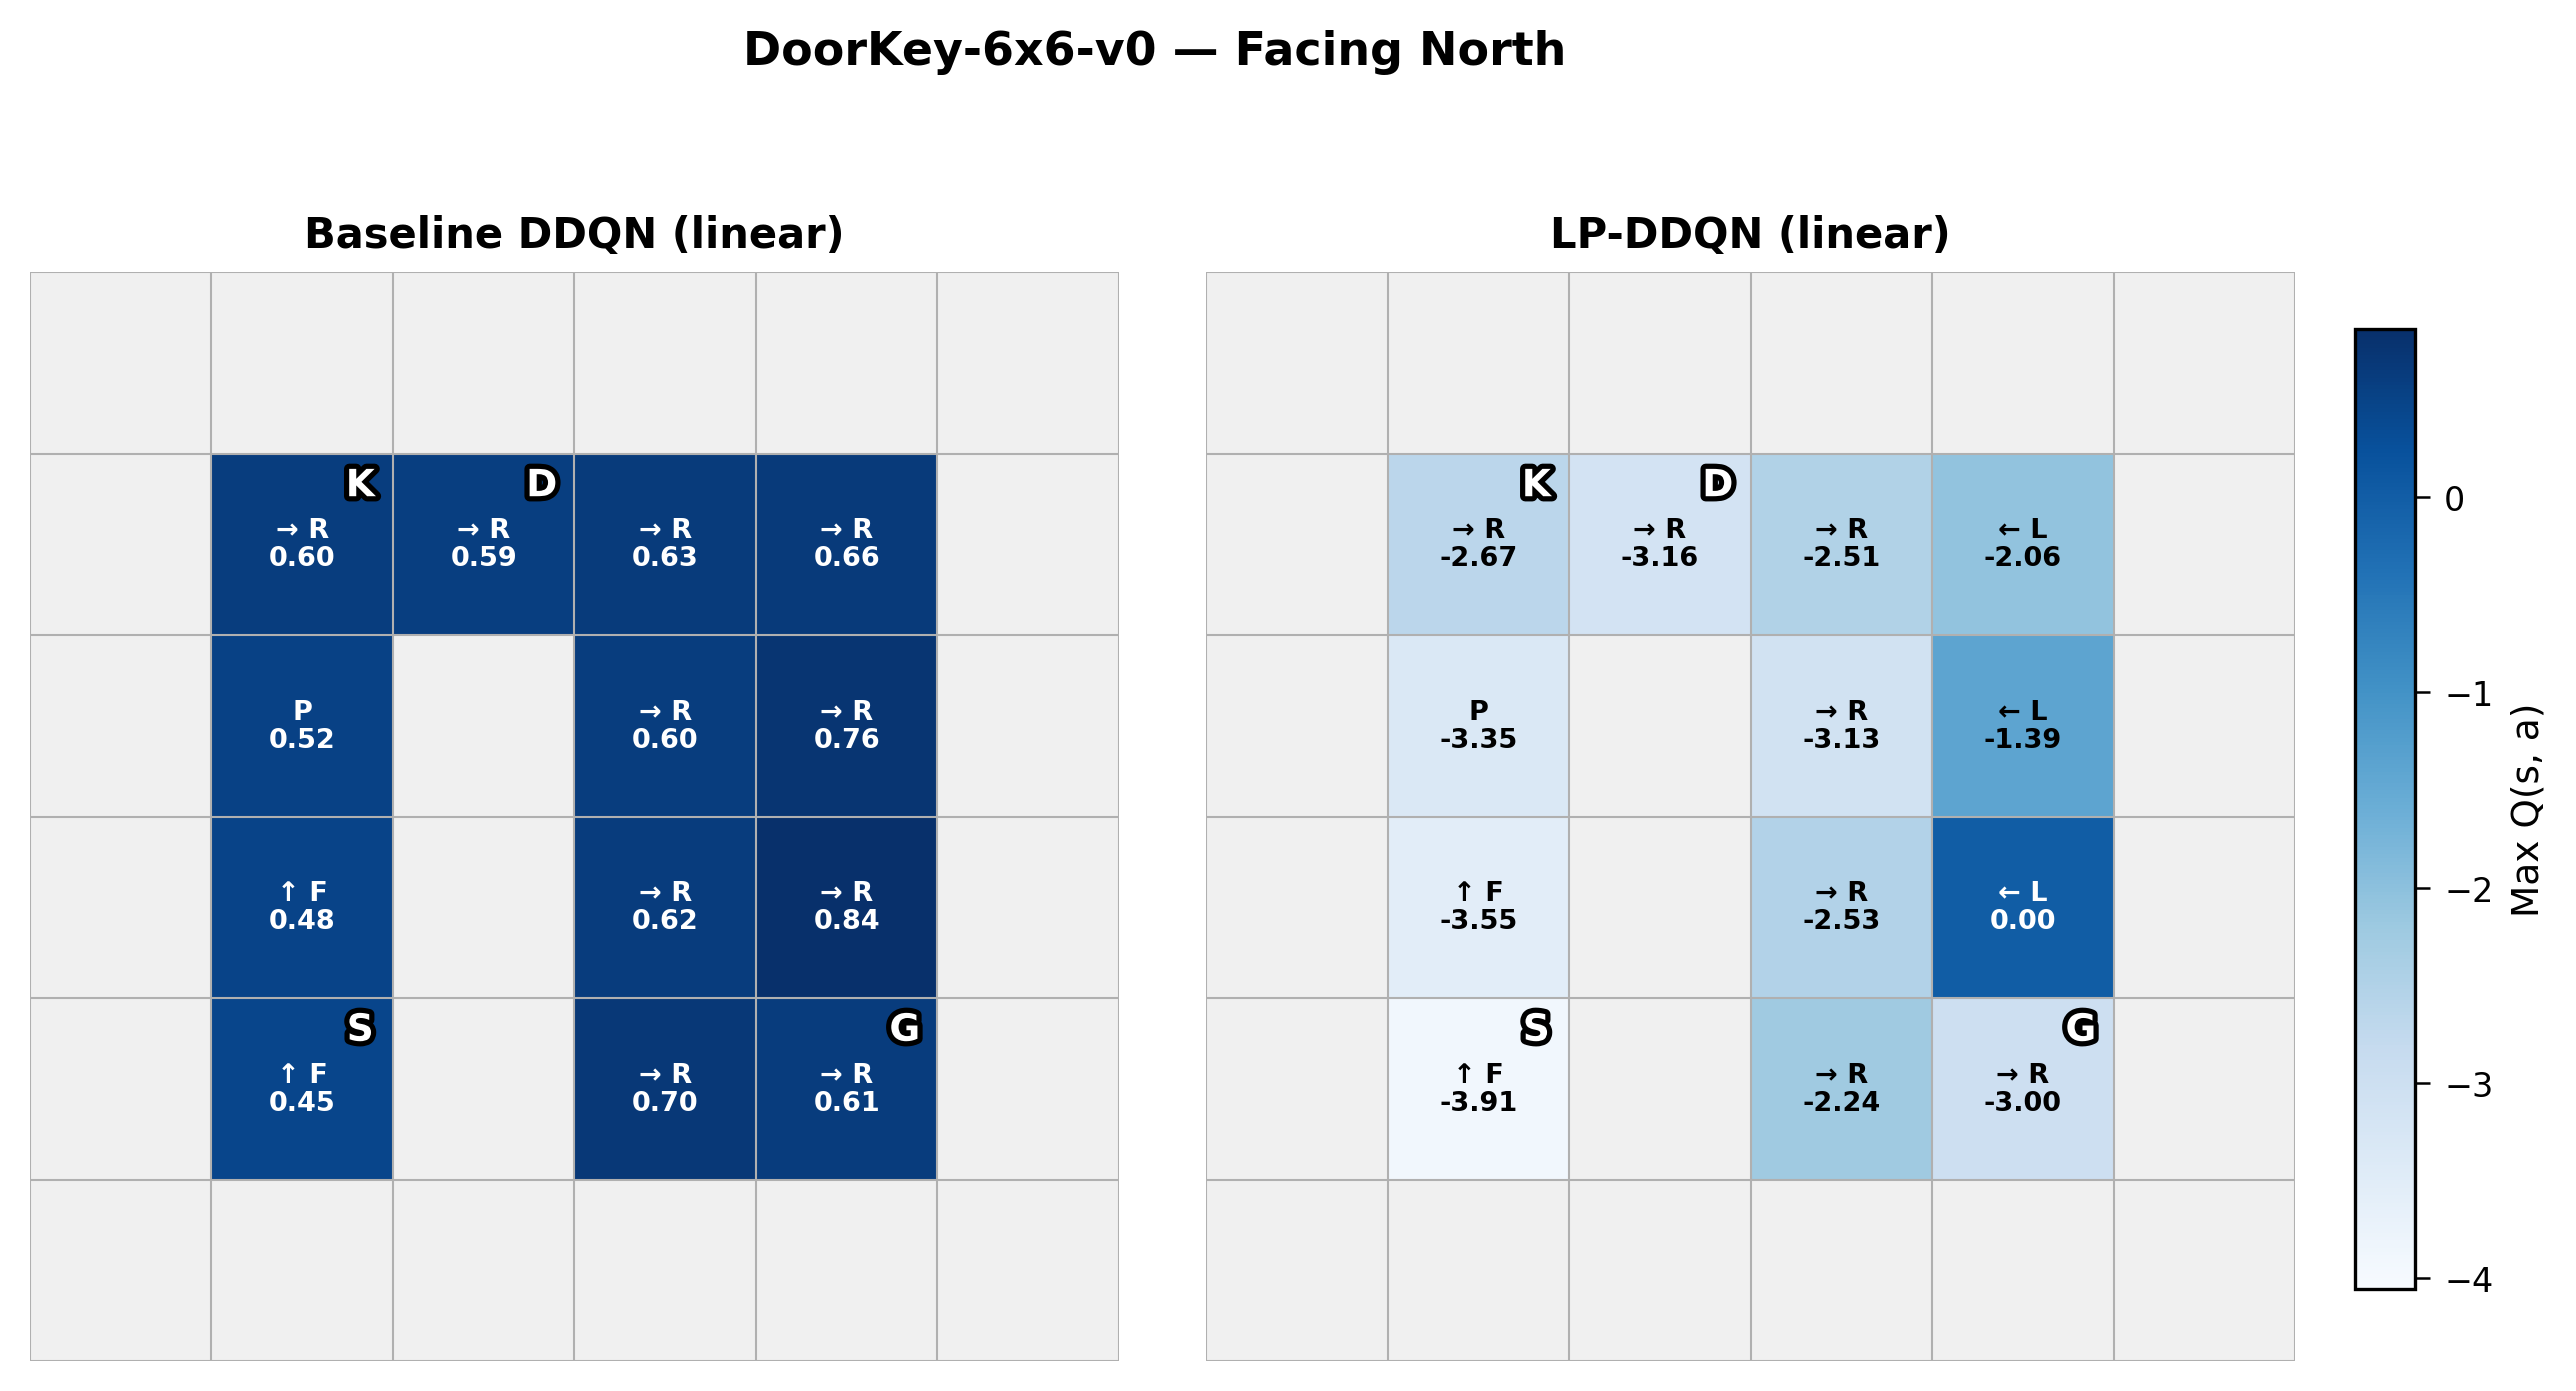 DoorKey-6x6-v0 — Facing North
Baseline DDQN (linear)
K
→ R
0.60
D
→ R
0.59
→ R
0.63
→ R
0.66
P
0.52
→ R
0.60
→ R
0.76
↑ F
0.48
→ R
0.62
→ R
0.84
S
↑ F
0.45
→ R
0.70
G
→ R
0.61
LP-DDQN (linear)
K
→ R
-2.67
D
→ R
-3.16
→ R
-2.51
← L
-2.06
P
-3.35
→ R
-3.13
← L
-1.39
↑ F
-3.55
→ R
-2.53
← L
0.00
S
↑ F
-3.91
→ R
-2.24
G
→ R
-3.00
0
−1
−2
−3
−4
Max Q(s, a)